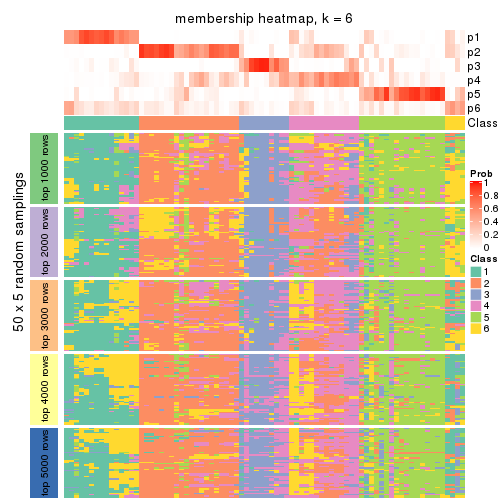 membership heatmap, k = 6
p1
p2
p3
p4
p5
p6
Class
50 x 5 random samplings
top 1000 rows
top 2000 rows
top 3000 rows
top 4000 rows
top 5000 rows
Prob
1
0.8
0.6
0.4
0.2
0
Class
1
2
3
4
5
6